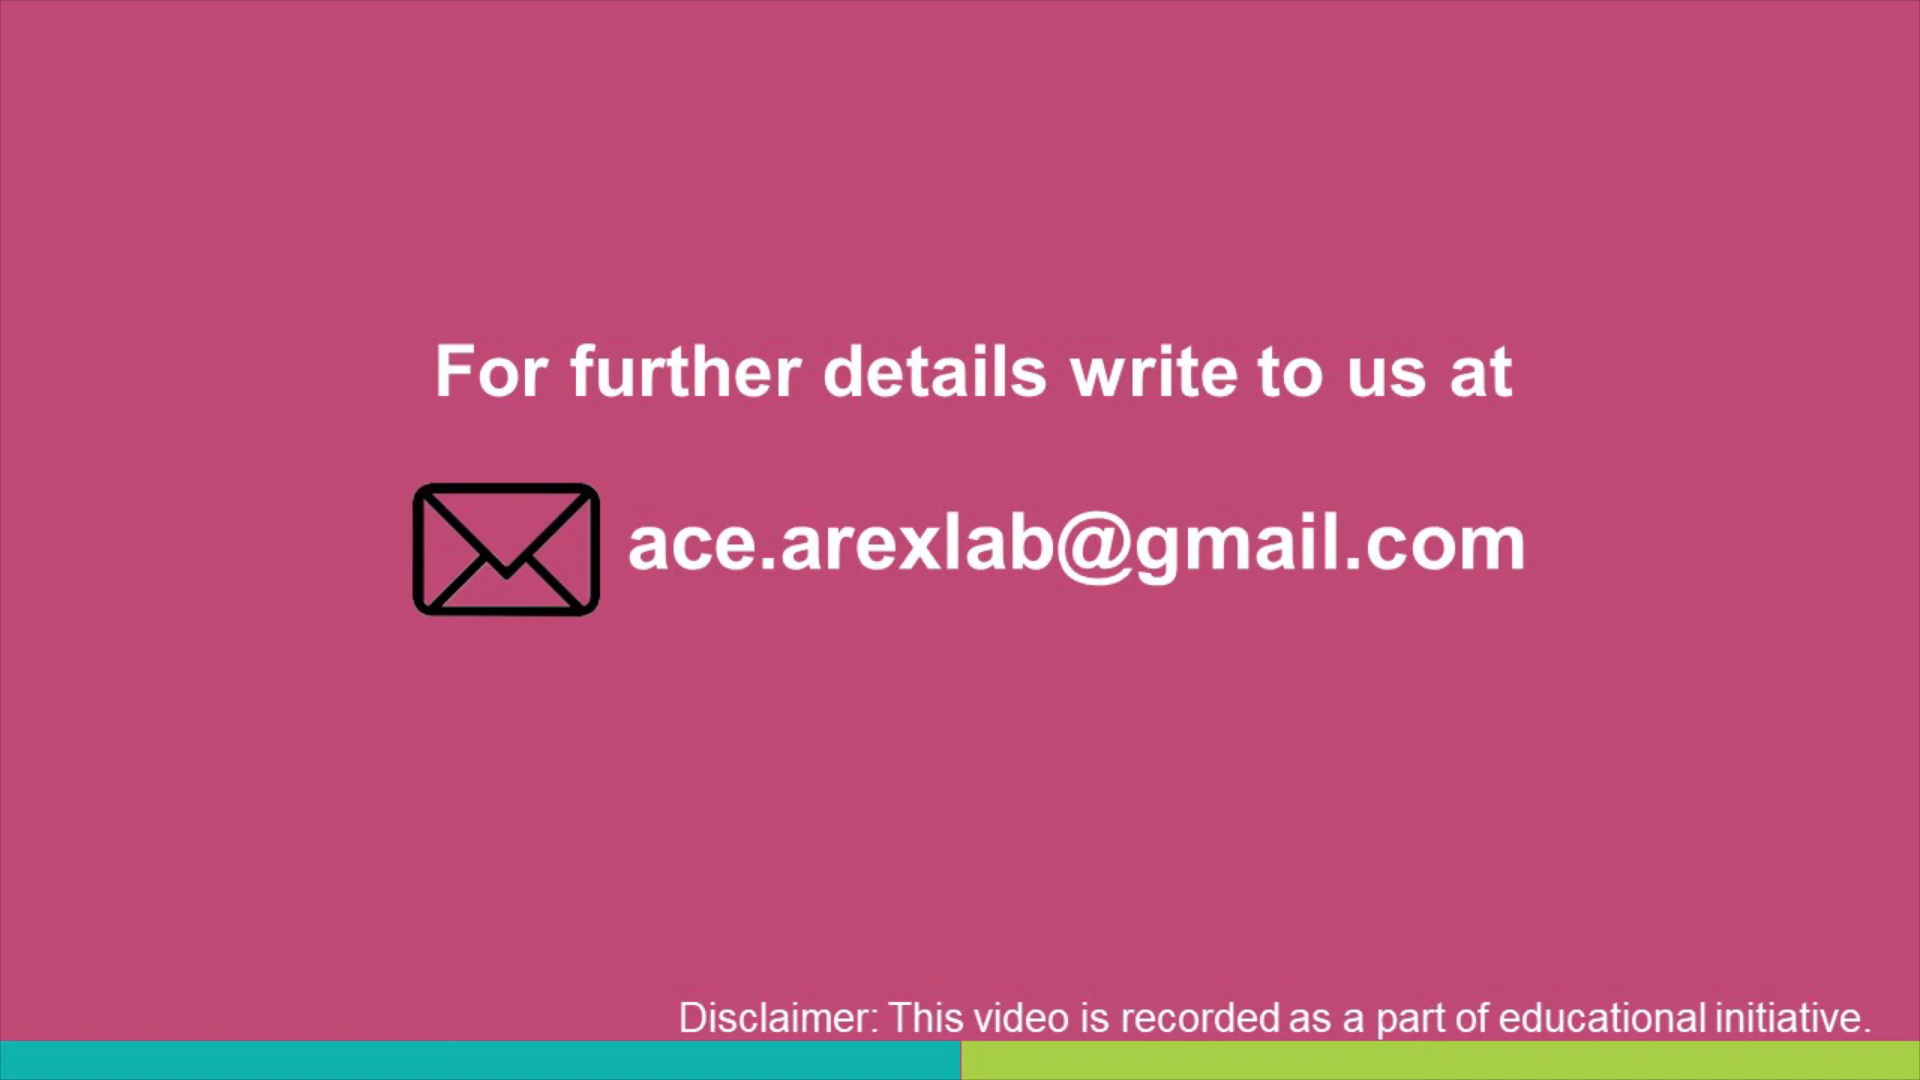 For further details write to us at
ace.arexlab@gmail.com
Disclaimer: This video is recorded as a part of educational initiative.